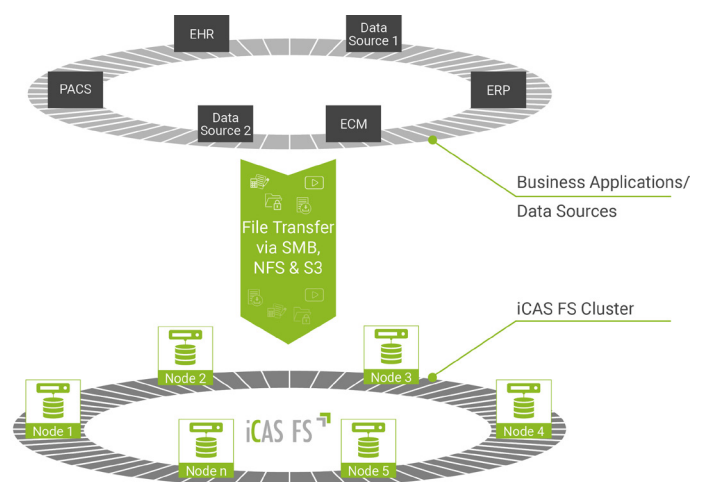 EHR
Data
Source 1
PACS
ERP
Data
Source 2
ECM
Business Applications/
Data Sources
File Transfer
via SMB,
NFS & S3
iCAS FS Cluster
Node 2
Node 3
Node 1
Node 4
iCAS FS
Node n
Node 5